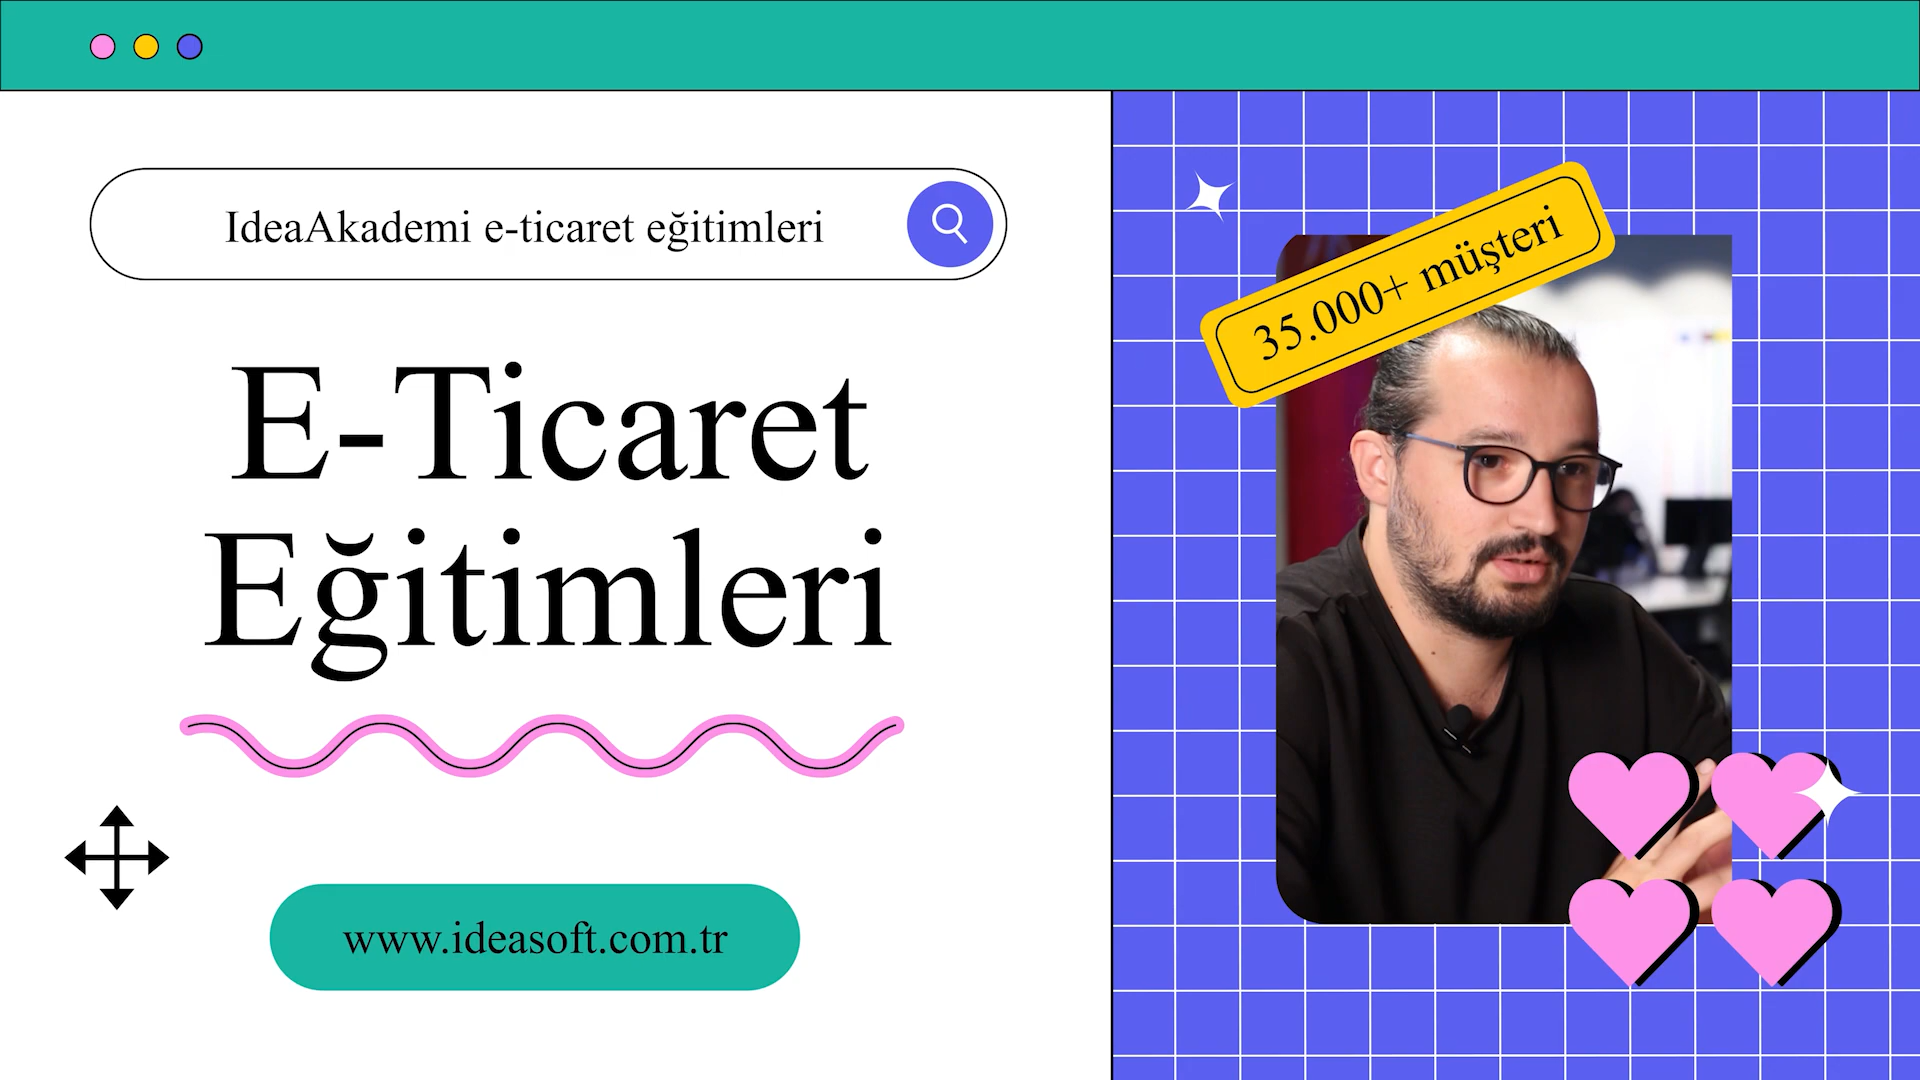 IdeaAkademi e-ticaret eğitimleri
E-Ticaret
Eğitimleri
www.ideasoft.com.tr
35.000+ müşteri